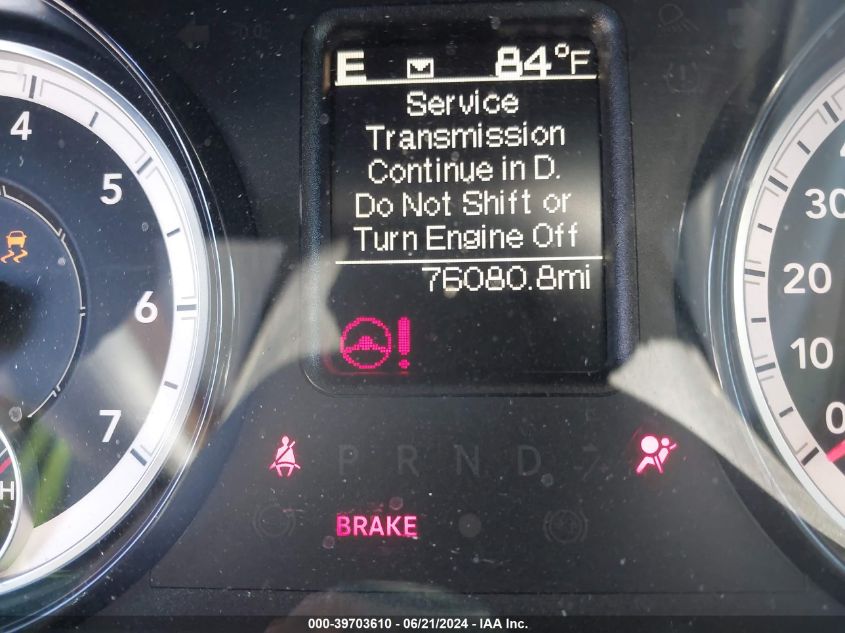 E 84°F
Service
Transmission
Continue in D.
Do Not Shift or
Turn Engine Off
76080.8mi
4
5
6
7
H
30
20
10
0
P R N D
BRAKE
000-39703610 - 06/21/2024 - IAA Inc.